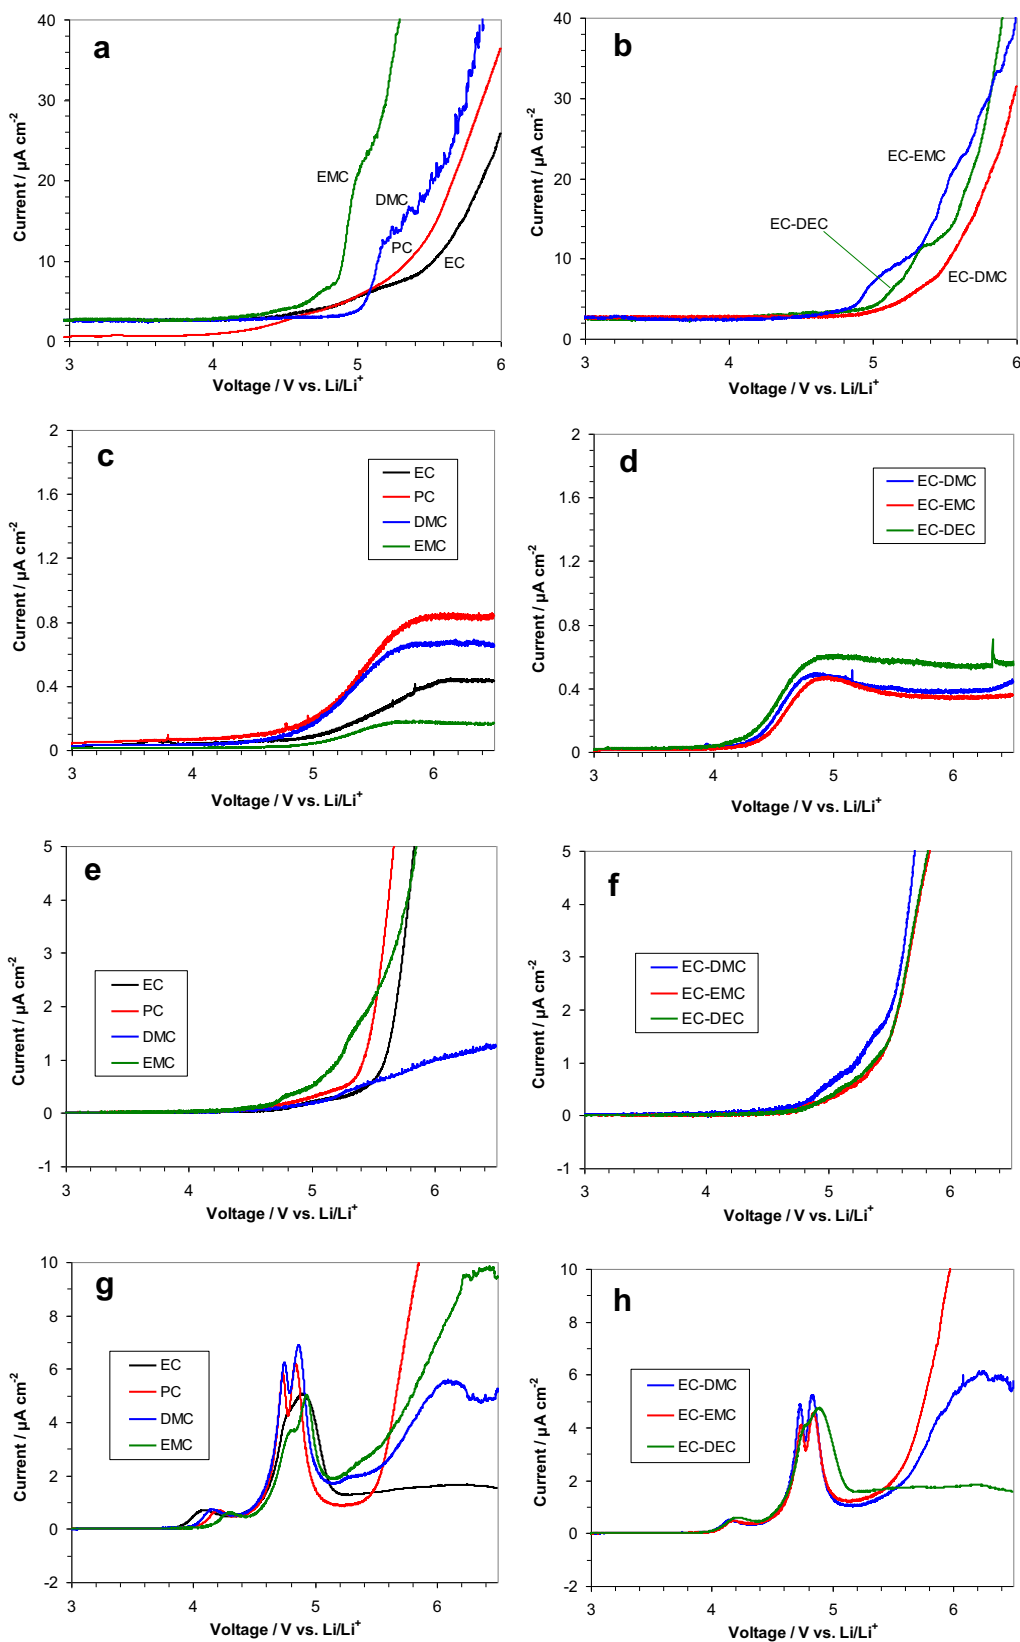 a
40
30
20
10
0
Current / µA cm-2
EMC
DMC
PC
EC
3
4
5
6
Voltage / V vs. Li/Li+
b
40
30
20
10
0
Current / µA cm-2
EC-EMC
EC-DEC
EC-DMC
3
4
5
6
Voltage / V vs. Li/Li+
c
2
1.6
1.2
0.8
0.4
0
Current / µA cm-2
EC
PC
DMC
EMC
3
4
5
6
Voltage / V vs. Li/Li+
d
2
1.6
1.2
0.8
0.4
0
Current / µA cm-2
EC-DMC
EC-EMC
EC-DEC
3
4
5
6
Voltage / V vs. Li/Li+
e
5
4
3
2
1
0
-1
Current / µA cm-2
EC
PC
DMC
EMC
3
4
5
6
Voltage / V vs. Li/Li+
f
5
4
3
2
1
0
-1
Current / µA cm-2
EC-DMC
EC-EMC
EC-DEC
3
4
5
6
Voltage / V vs. Li/Li+
g
10
8
6
4
2
0
-2
Current / µA cm-2
EC
PC
DMC
EMC
3
4
5
6
Voltage / V vs. Li/Li+
h
10
8
6
4
2
0
-2
Current / µA cm-2
EC-DMC
EC-EMC
EC-DEC
3
4
5
6
Voltage / V vs. Li/Li+